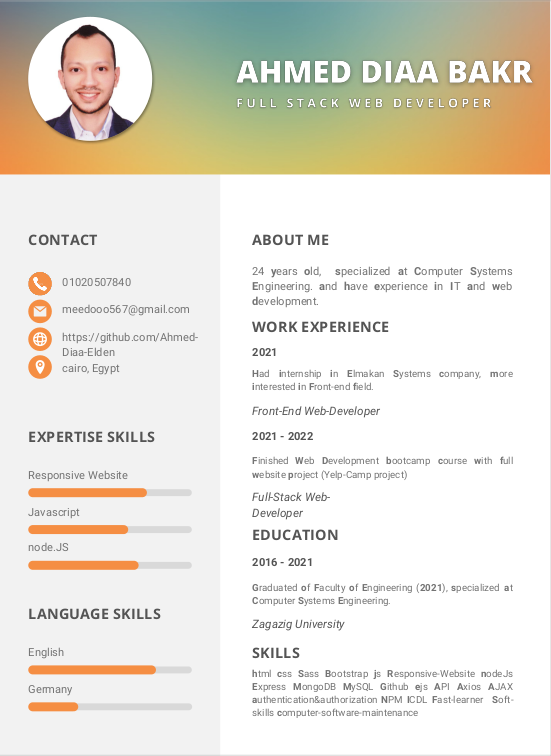 AHMED DIAA BAKR
FULL STACK WEB DEVELOPER
CONTACT
01020507840
meedooo567@gmail.com
https://github.com/Ahmed-
Diaa-Elden
cairo, Egypt
EXPERTISE SKILLS
Responsive Website
Javascript
node.JS
LANGUAGE SKILLS
English
Germany
ABOUT ME
24 years old, specialized at Computer Systems
Engineering. and have experience in IT and web
development.
WORK EXPERIENCE
2021
Had internship in Elmakan Systems company, more
interested in Front-end field.
Front-End Web-Developer
2021 - 2022
Finished Web Development bootcamp course with full
website project (Yelp-Camp project)
Full-Stack Web-
Developer
EDUCATION
2016 - 2021
Graduated of Faculty of Engineering (2021), specialized at
Computer Systems Engineering.
Zagazig University
SKILLS
html css Sass Bootstrap js Responsive-Website nodeJs
Express MongoDB MySQL Github ejs API Axios AJAX
authentication&authorization NPM ICDL Fast-learner Soft-
skills computer-software-maintenance